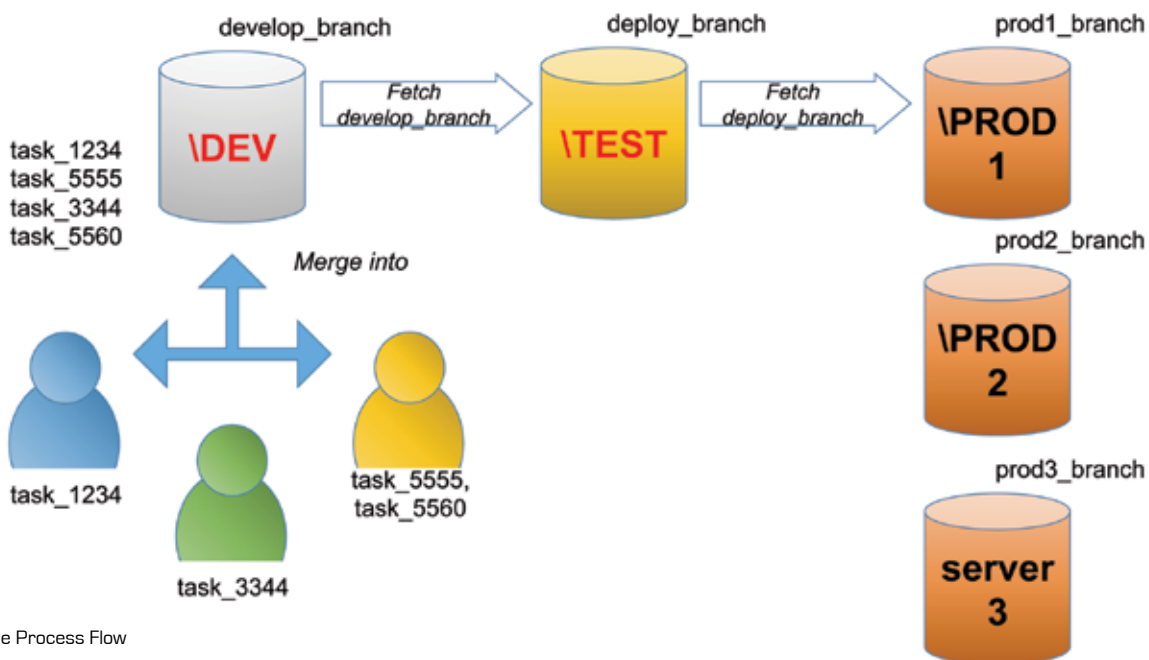 develop_branch
deploy_branch
prod1_branch
\DEV
Fetch
develop_branch
\TEST
Fetch
deploy_branch
\PROD
1
task_1234
task_5555
task_3344
task_5560
Merge into
prod2_branch
\PROD
2
task_1234
task_3344
task_5555,
task_5560
prod3_branch
server
3
e Process Flow